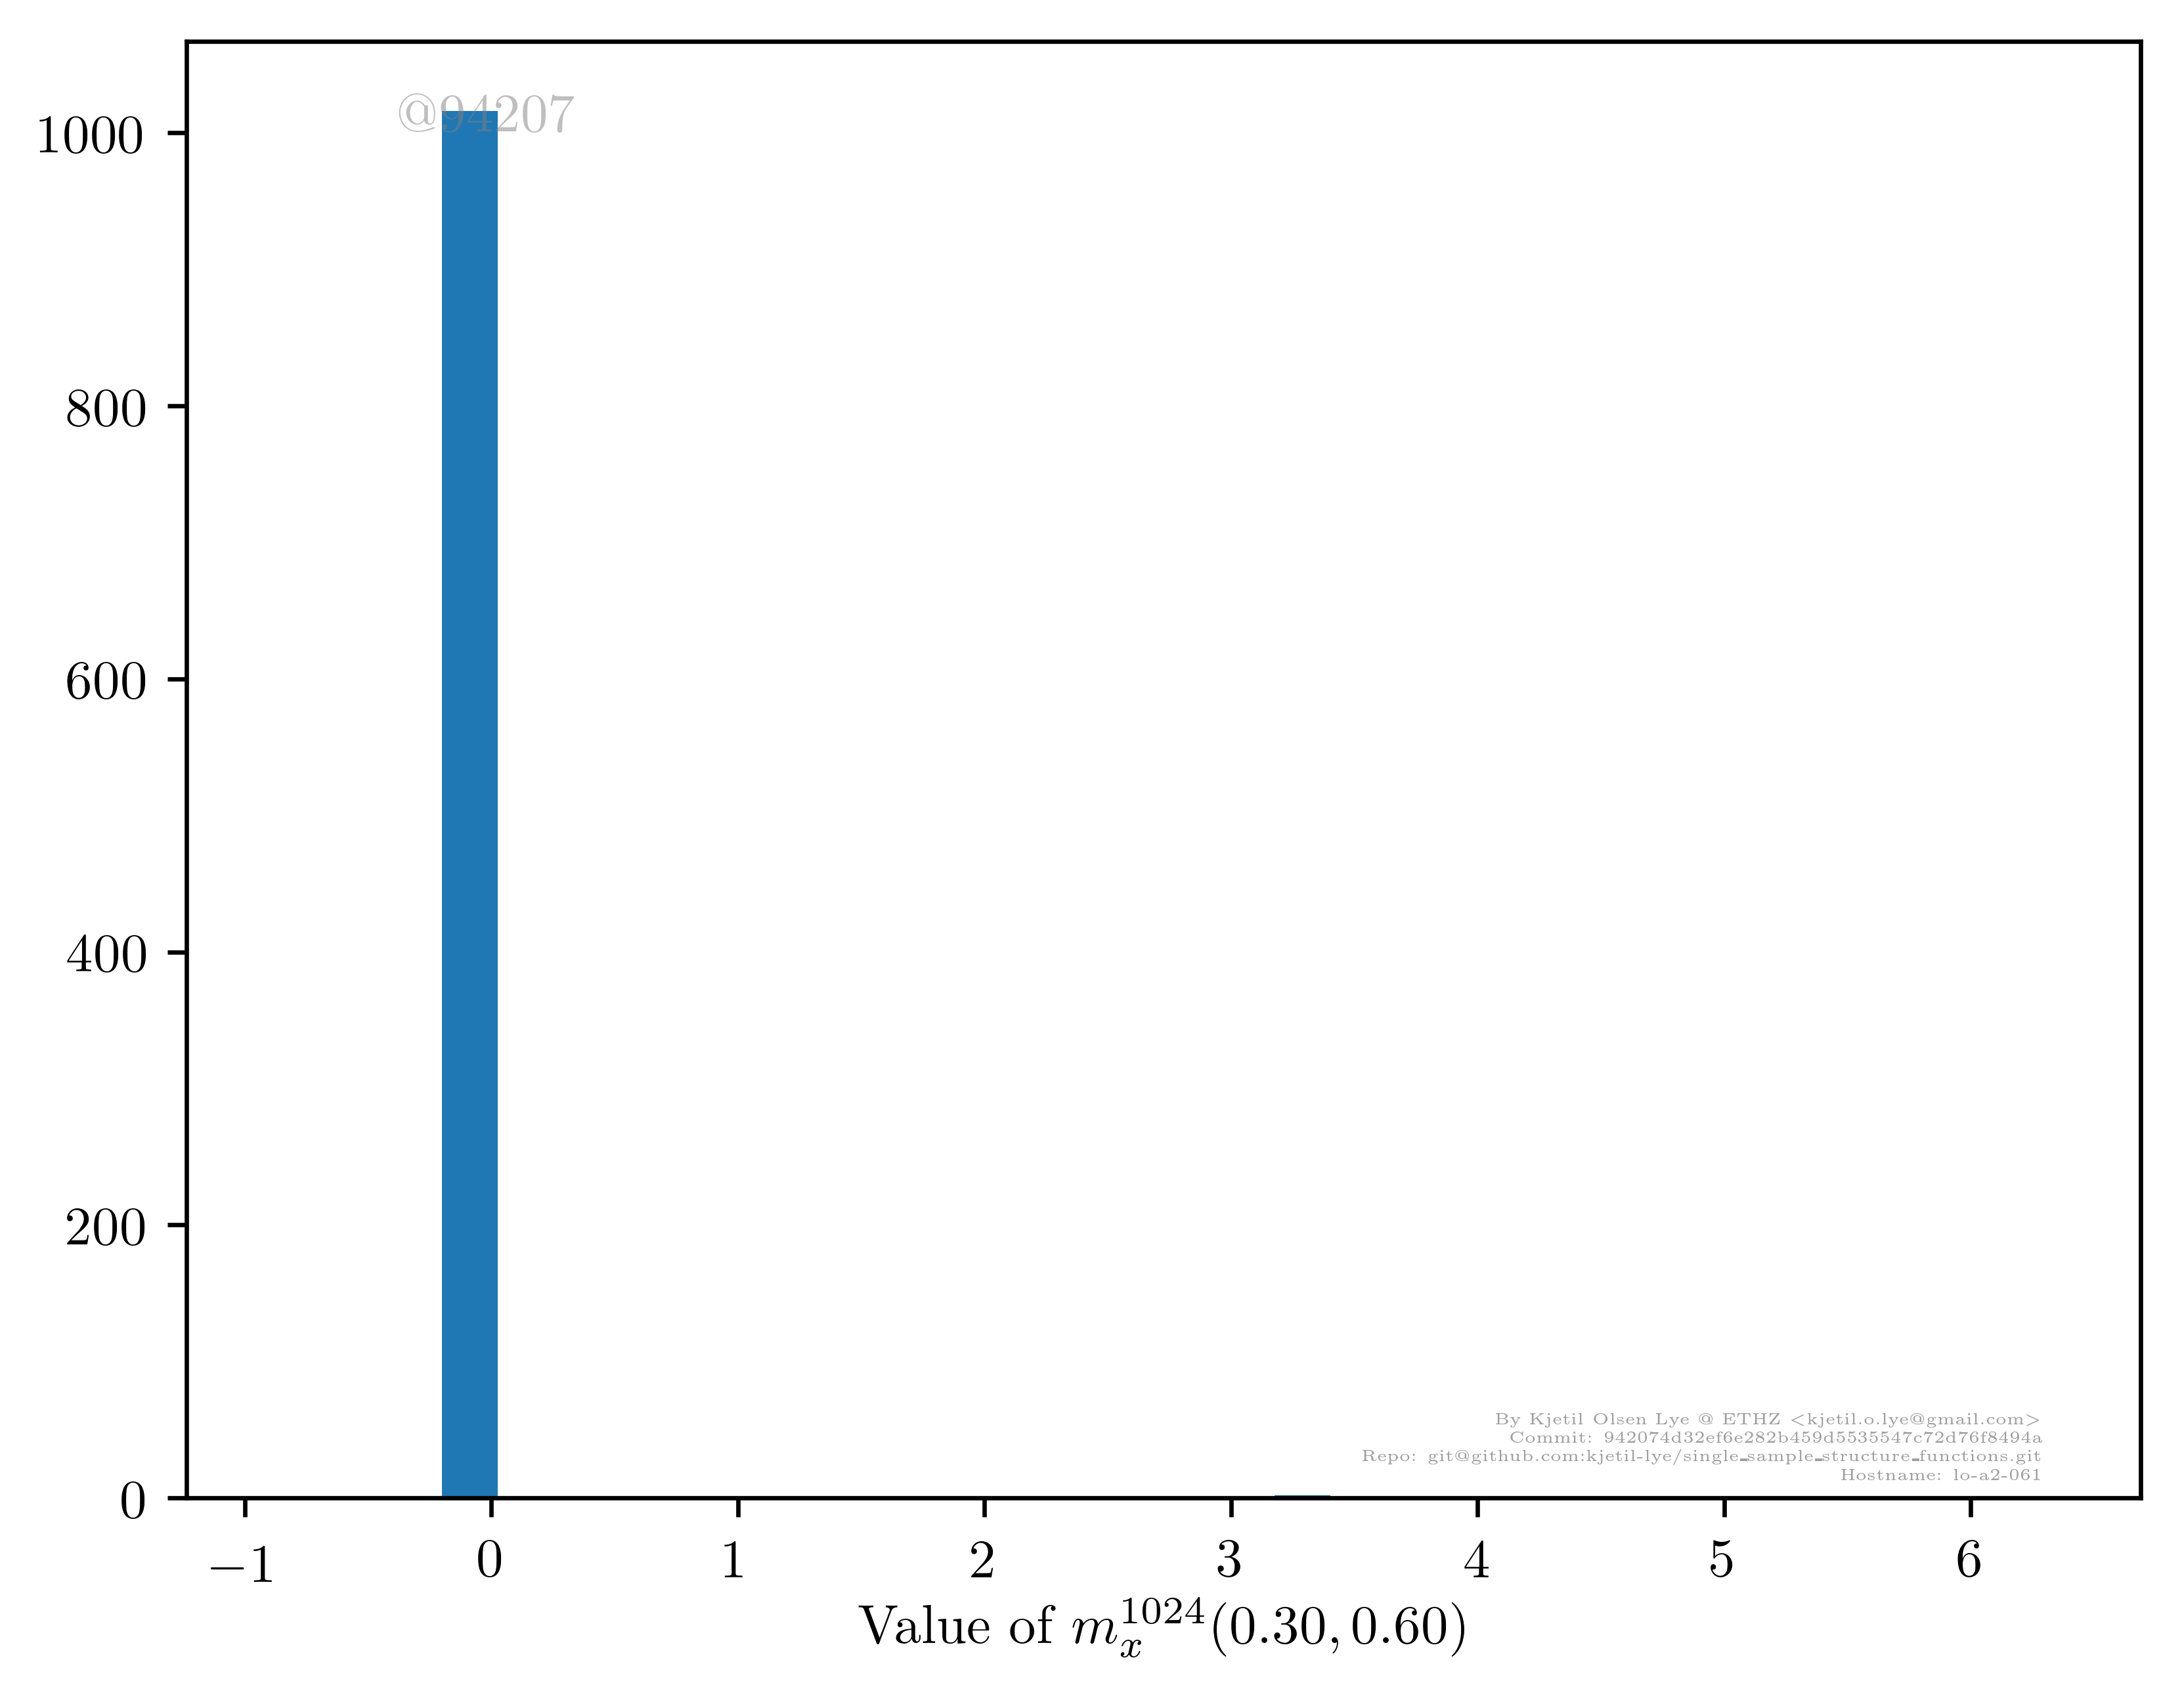 @94207
1000
800
600
400
200
0
−1 0 1 2 3 4 5 6
Value of $m_x^{1024}(0.30, 0.60)$
By Kjetil Olsen Lye @ ETHZ <kjetil.o.lye@gmail.com>
Commit: 942074d32ef6e282b459d5535547c72d76f8494a
Repo: git@github.com:kjetil-lye/single_sample_structure_functions.git
Hostname: lo-a2-061